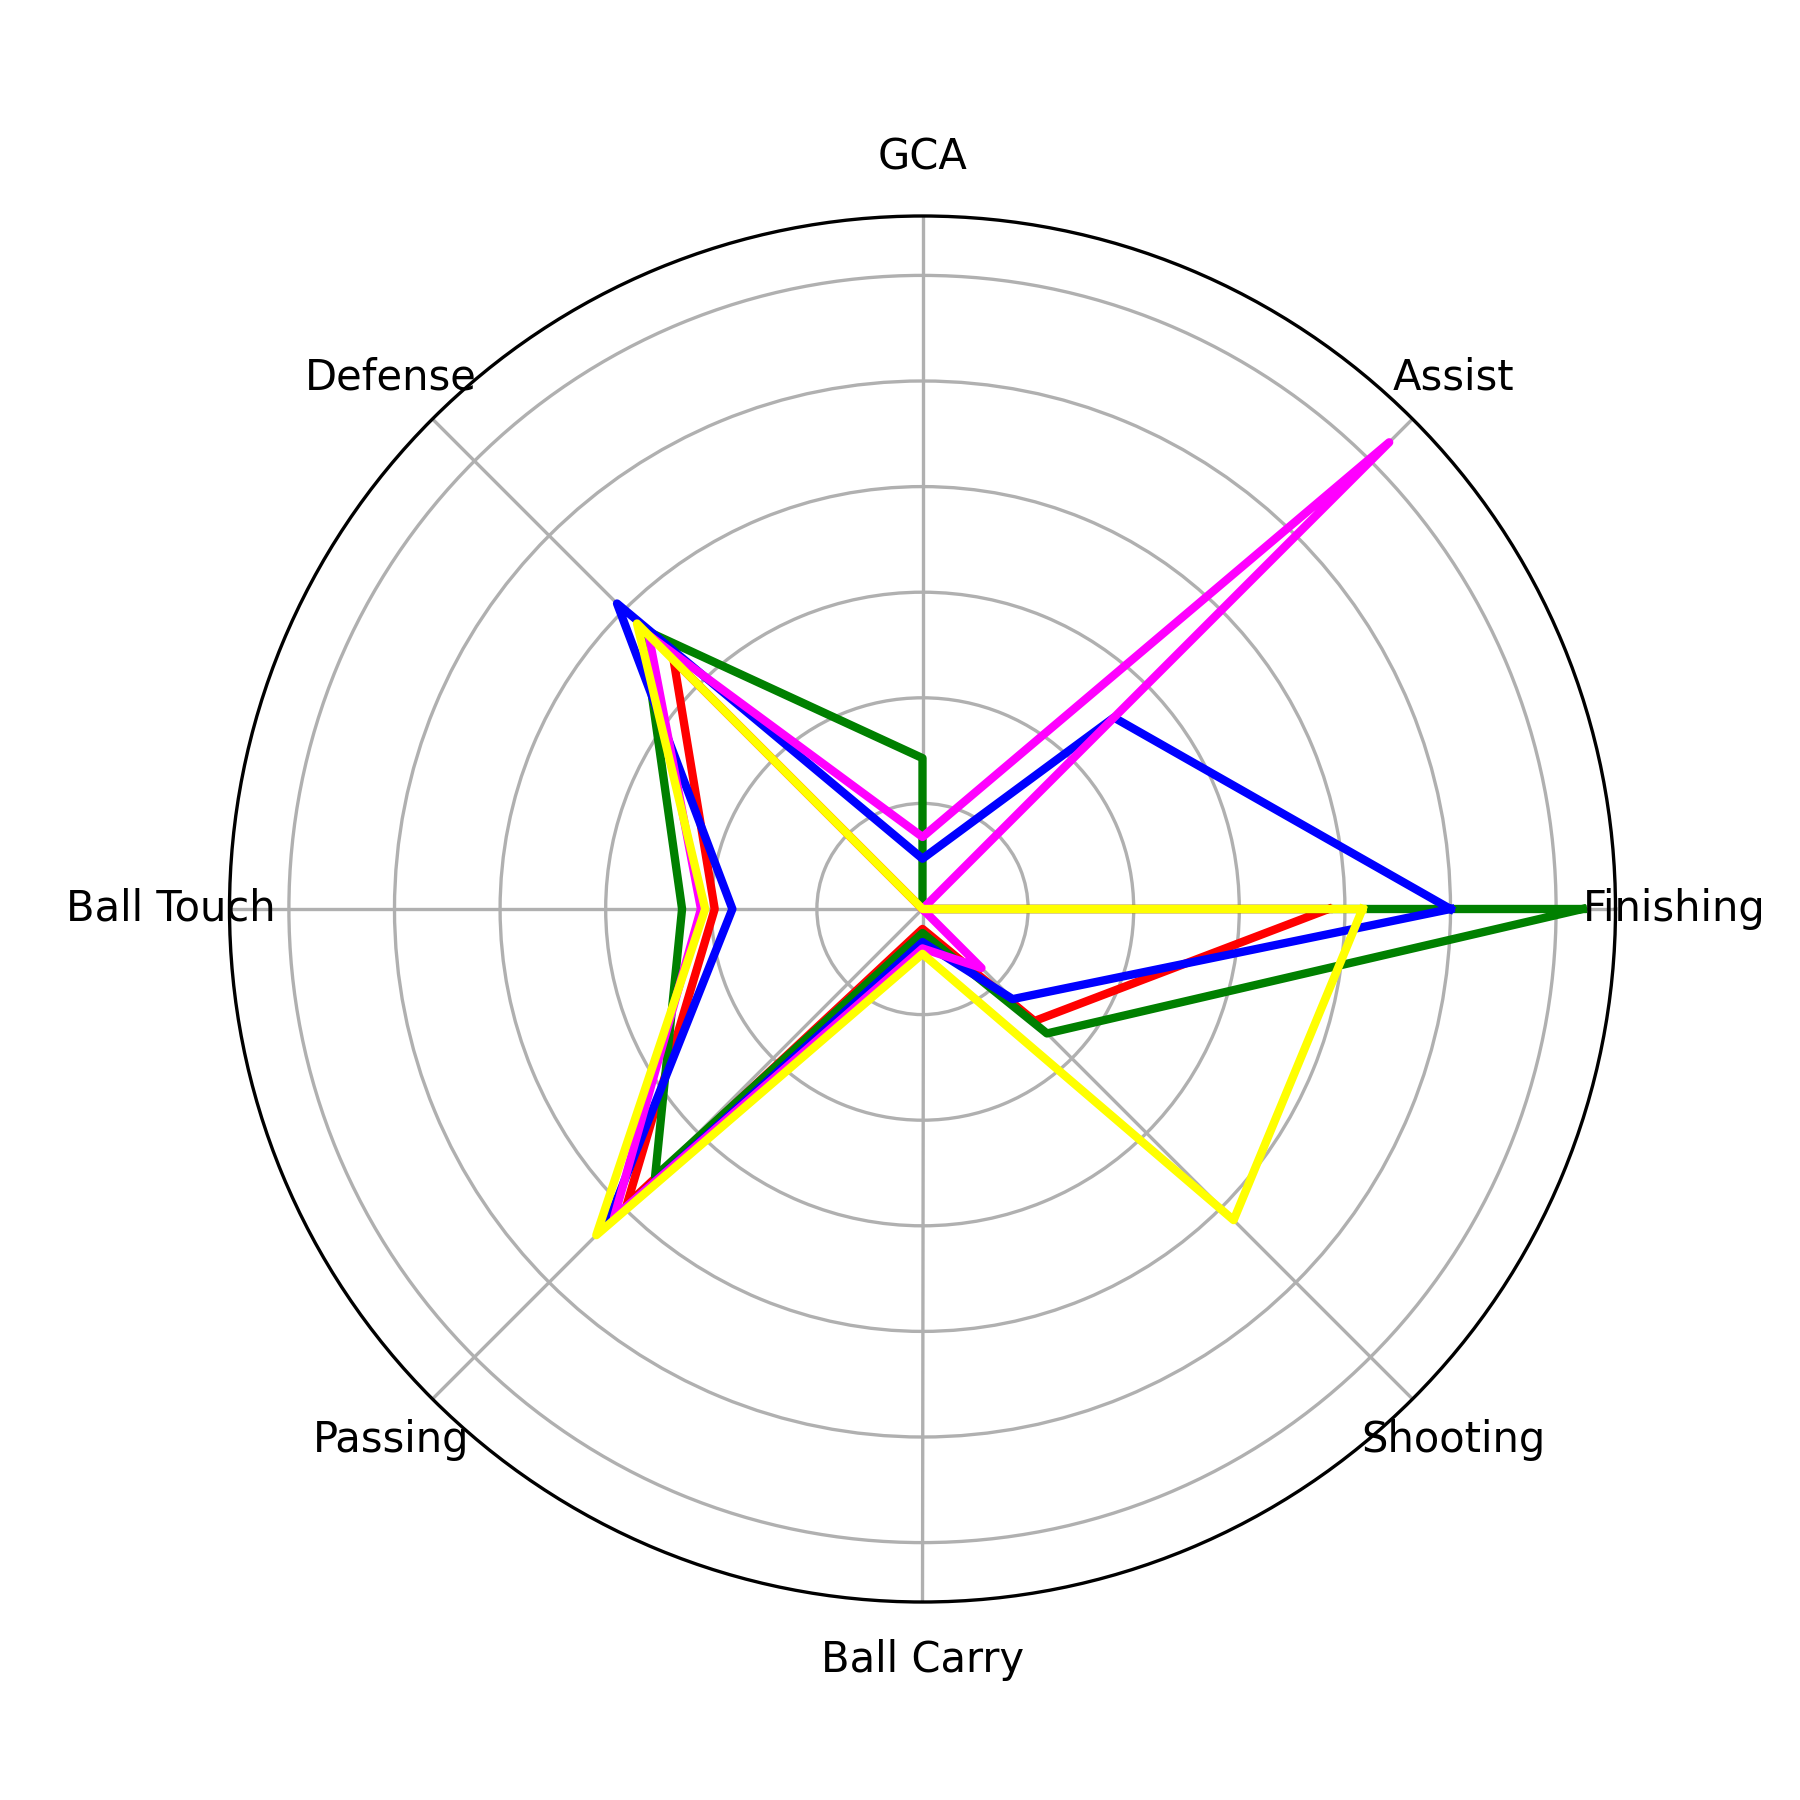 GCA
Defense
Assist
Ball Touch
Finishing
Passing
Shooting
Ball Carry